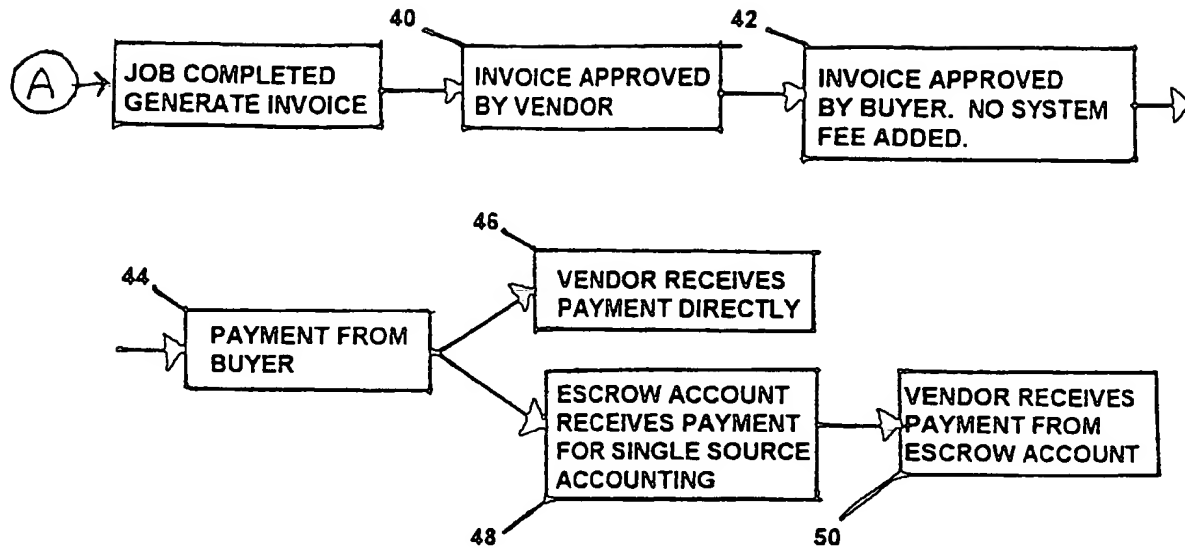 40
42
A
JOB COMPLETED
GENERATE INVOICE
INVOICE APPROVED
BY VENDOR
INVOICE APPROVED
BY BUYER. NO SYSTEM
FEE ADDED.
44
PAYMENT FROM
BUYER
46
VENDOR RECEIVES
PAYMENT DIRECTLY
ESCROW ACCOUNT
RECEIVES PAYMENT
FOR SINGLE SOURCE
ACCOUNTING
48
VENDOR RECEIVES
PAYMENT FROM
ESCROW ACCOUNT
50